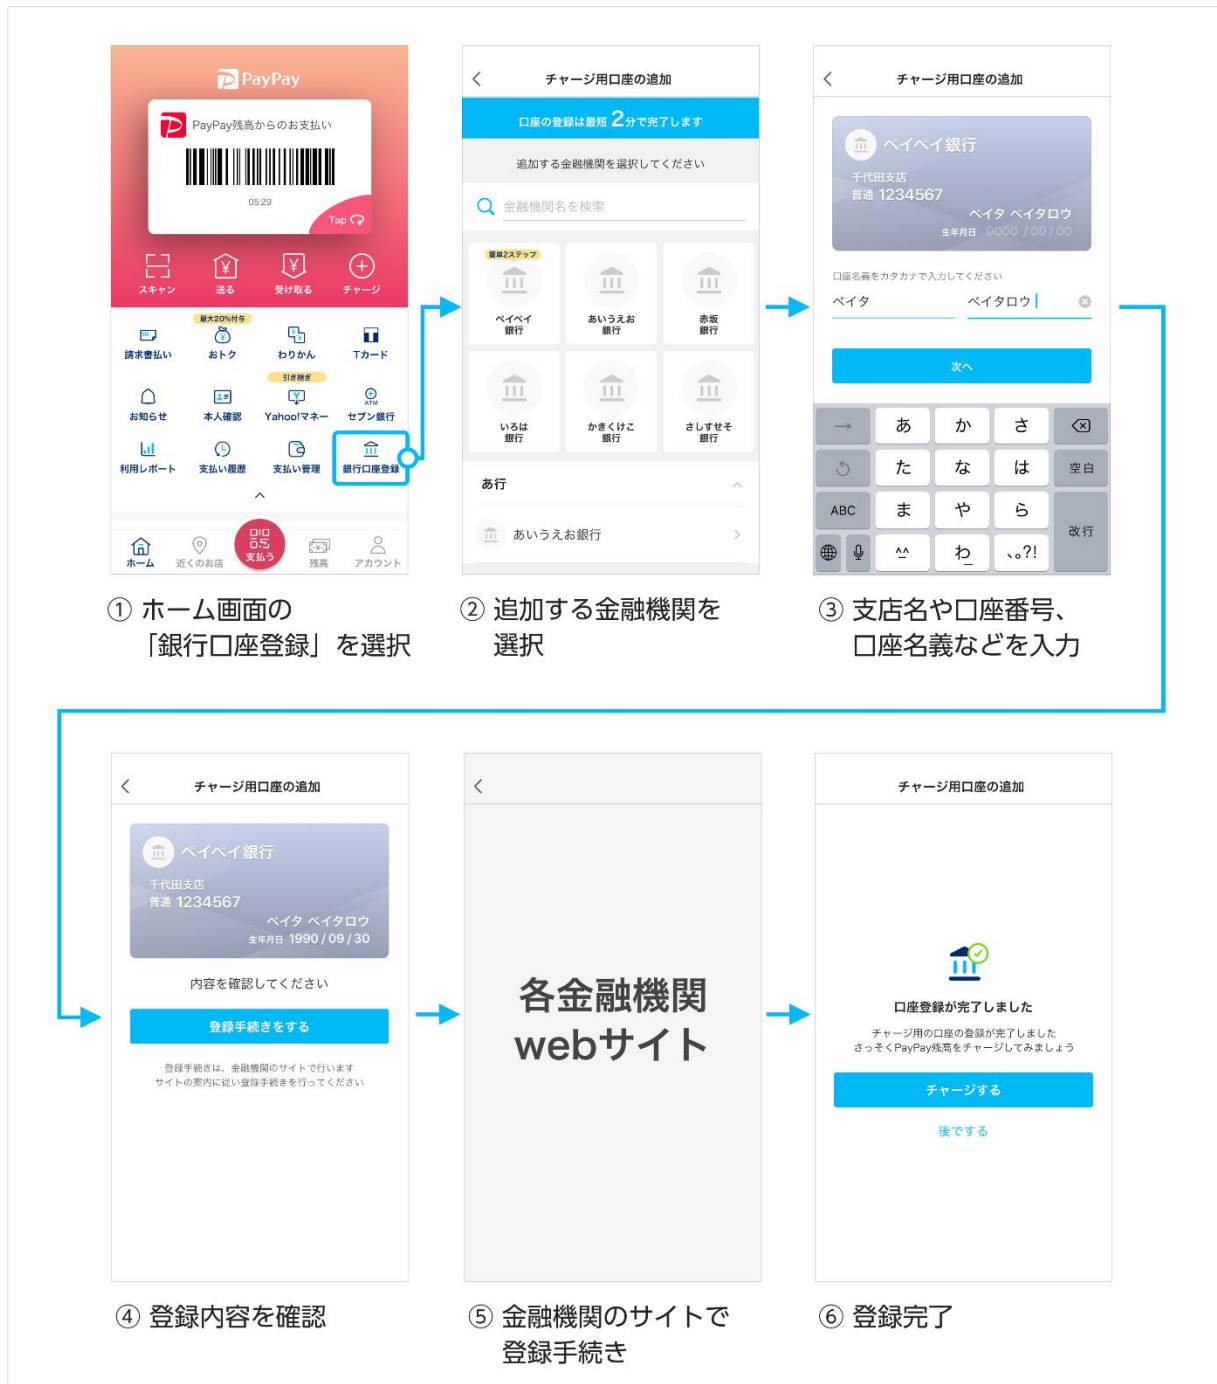 PayPay
PayPay残高からのお支払い
05:29
Tap
スキャン
送る
受け取る
チャージ
最大20%付与
請求書払い
おトク
わりかん
Tカード
引き継ぎ
お知らせ
本人確認
Yahoo!マネー
ATM
セブン銀行
利用レポート
支払い履歴
支払い管理
銀行口座登録
ホーム
近くのお店
支払う
残高
アカウント
① ホーム画面の
「銀行口座登録」を選択
チャージ用口座の追加
口座の登録は最短 2分で完了します
追加する金融機関を選択してください
金融機関名を検索
簡単2ステップ
ペイペイ
銀行
あいうえお
銀行
赤坂
銀行
いろは
銀行
かきくけこ
銀行
さしすせそ
銀行
あ行
あいうえお銀行
② 追加する金融機関を
選択
チャージ用口座の追加
ペイペイ銀行
千代田支店
普通 1234567
ペイタ ペイタロウ
生年月日 0000 / 00 / 00
口座名義をカタカナで入力してください
ペイタ
ペイタロウ
次へ
→ あ か さ
た な は 空白
ABC ま や ら
改行
^^ わ 、。?!
③ 支店名や口座番号、
口座名義などを入力
チャージ用口座の追加
ペイペイ銀行
千代田支店
普通 1234567
ペイタ ペイタロウ
生年月日 1990 / 09 / 30
内容を確認してください
登録手続きをする
登録手続きは、金融機関のサイトで行います
サイトの案内に従い登録手続きを行ってください
④ 登録内容を確認
各金融機関
webサイト
⑤ 金融機関のサイトで
登録手続き
チャージ用口座の追加
口座登録が完了しました
チャージ用の口座の登録が完了しました
さっそくPayPay残高をチャージしてみましょう
チャージする
後でする
⑥ 登録完了